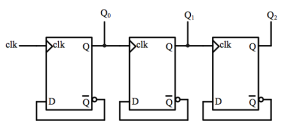 Q₀ Q₁ Q₂
clk clk Q clk Q clk Q
D Q̅ D Q̅ D Q̅